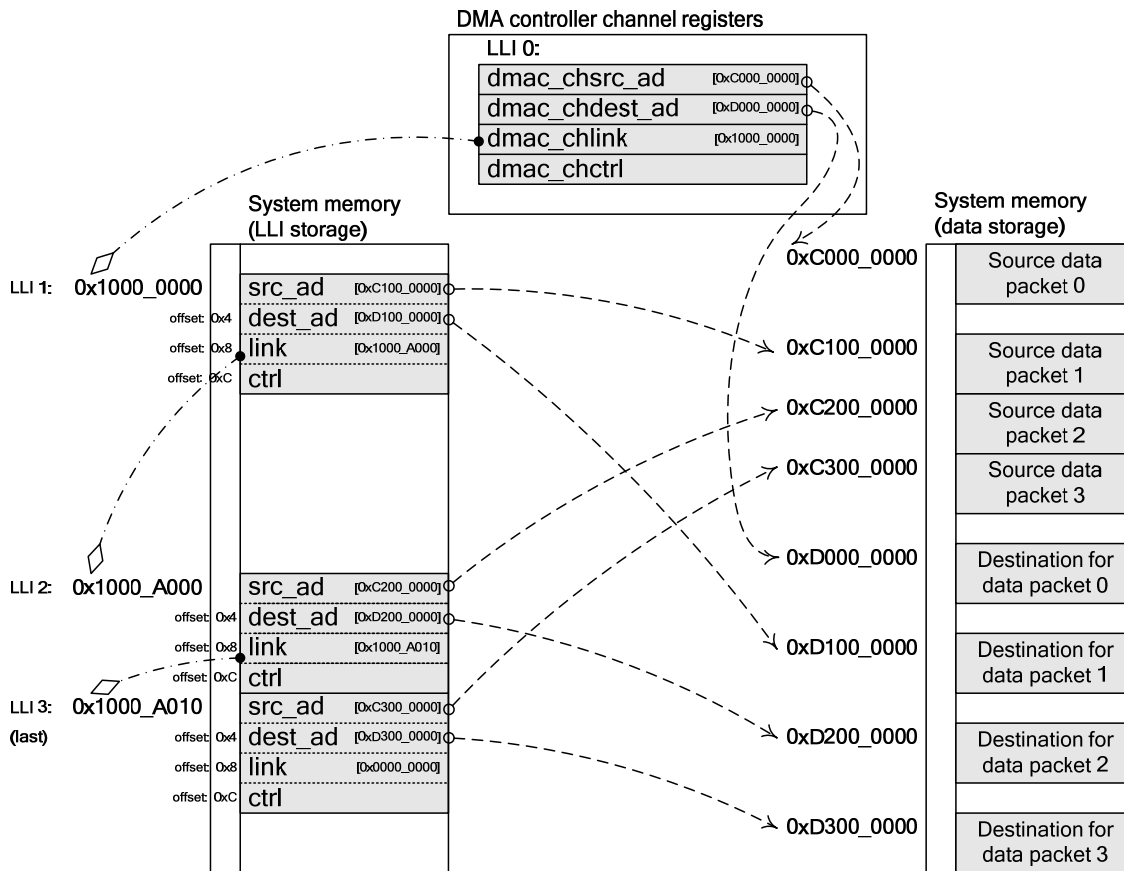 DMA controller channel registers
LLI 0:
dmac_chsrc_ad [0xC000_0000]
dmac_chdest_ad [0xD000_0000]
dmac_chlink [0x1000_0000]
dmac_chctrl
System memory
(LLI storage)
LLI 1: 0x1000_0000
src_ad [0xC100_0000]
offset: 0x4 dest_ad [0xD100_0000]
offset: 0x8 link [0x1000_A000]
offset: 0xC ctrl
LLI 2: 0x1000_A000
src_ad [0xC200_0000]
offset: 0x4 dest_ad [0xD200_0000]
offset: 0x8 link [0x1000_A010]
offset: 0xC ctrl
LLI 3: 0x1000_A010
(last)
src_ad [0xC300_0000]
offset: 0x4 dest_ad [0xD300_0000]
offset: 0x8 link [0x0000_0000]
offset: 0xC ctrl
System memory
(data storage)
0xC000_0000 Source data
packet 0
0xC100_0000 Source data
packet 1
0xC200_0000 Source data
packet 2
0xC300_0000 Source data
packet 3
0xD000_0000 Destination for
data packet 0
0xD100_0000 Destination for
data packet 1
0xD200_0000 Destination for
data packet 2
0xD300_0000 Destination for
data packet 3